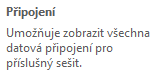 Připojení
Umožňuje zobrazit všechna
datová připojení pro
příslušný sešit.